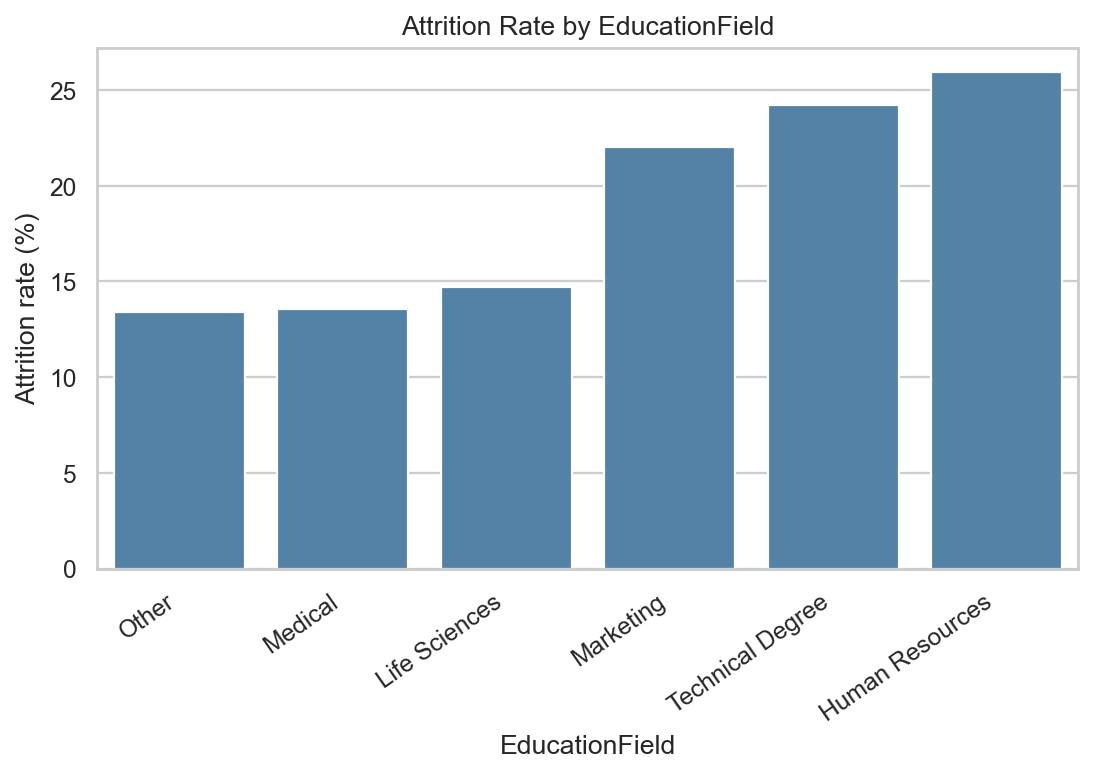 Attrition Rate by EducationField
Attrition rate (%)
25
20
15
10
5
0
Other
Medical
Life Sciences
Marketing
Technical Degree
Human Resources
EducationField